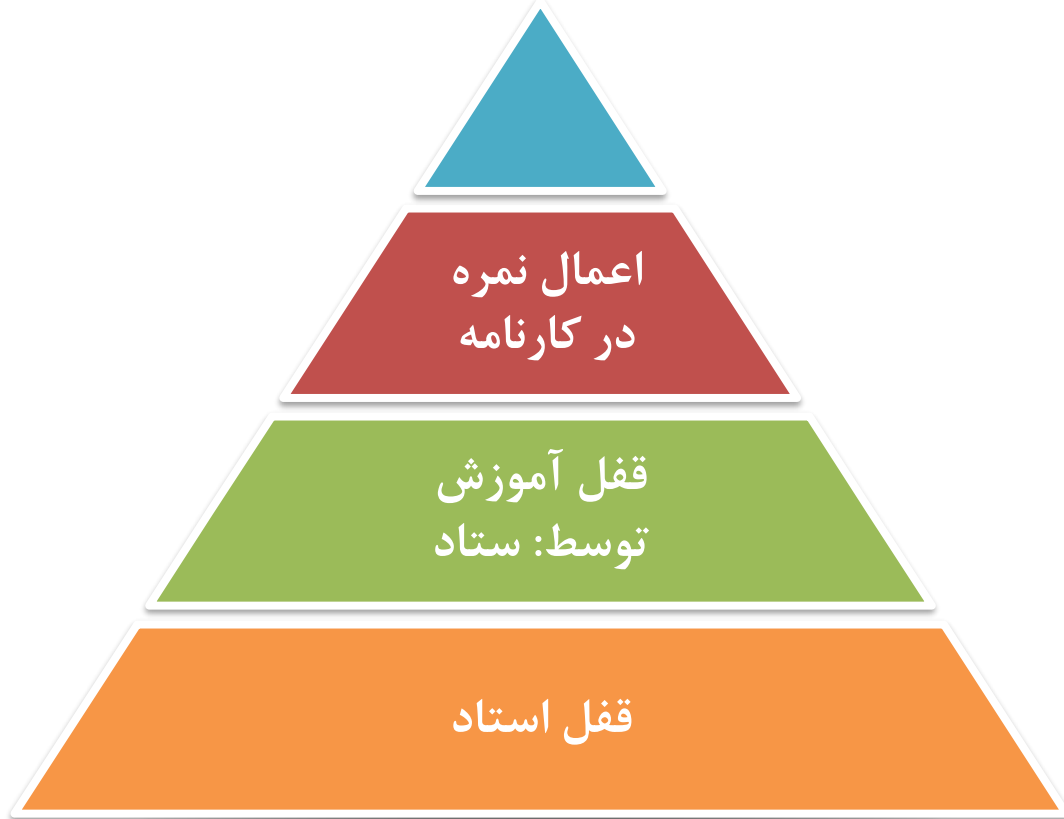 اعمال نمره
در کارنامه
قفل آموزش
توسط: ستاد
قفل استاد